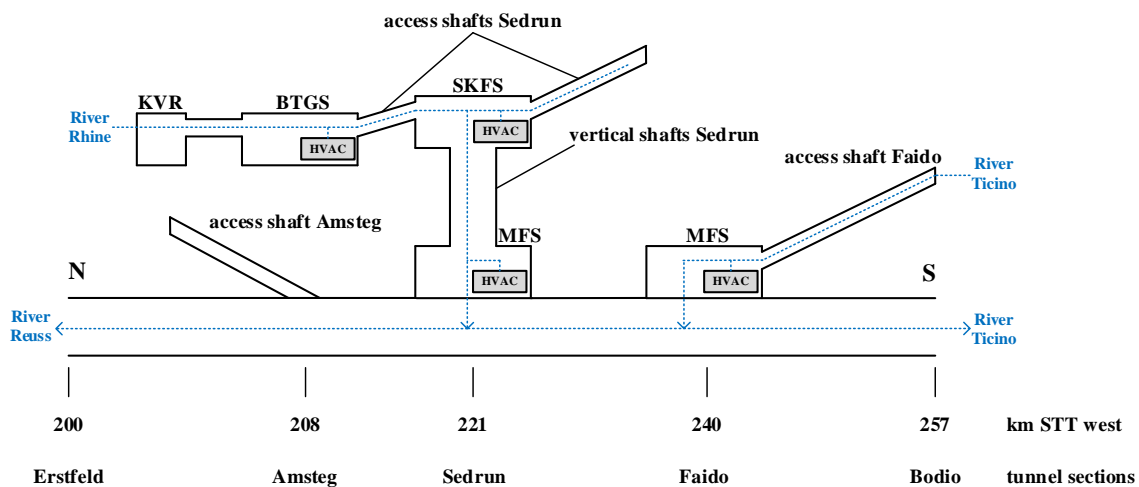 access shafts Sedrun
KVR
BTGS
SKFS
River
Rhine
HVAC
HVAC
vertical shafts Sedrun
access shaft Faido
River
Ticino
access shaft Amsteg
MFS
MFS
N
HVAC
HVAC
S
River
Reuss
River
Ticino
200 208 221 240 257 km STT west
Erstfeld Amsteg Sedrun Faido Bodio tunnel sections